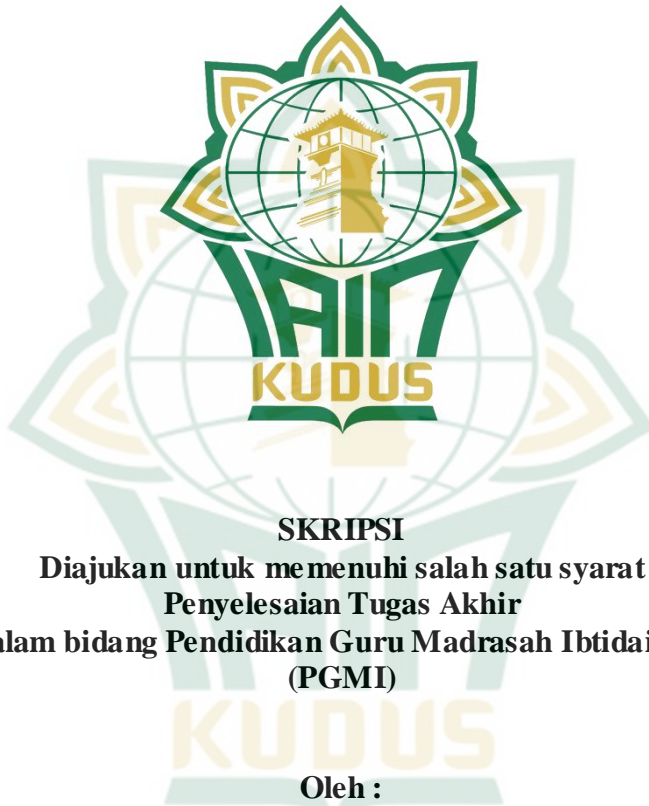 IAIN
KUDUS
SKRIPSI
Diajukan untuk memenuhi salah satu syarat
Penyelesaian Tugas Akhir
alam bidang Pendidikan Guru Madrasah Ibtidai
(PGMI)
KUDUS
Oleh :